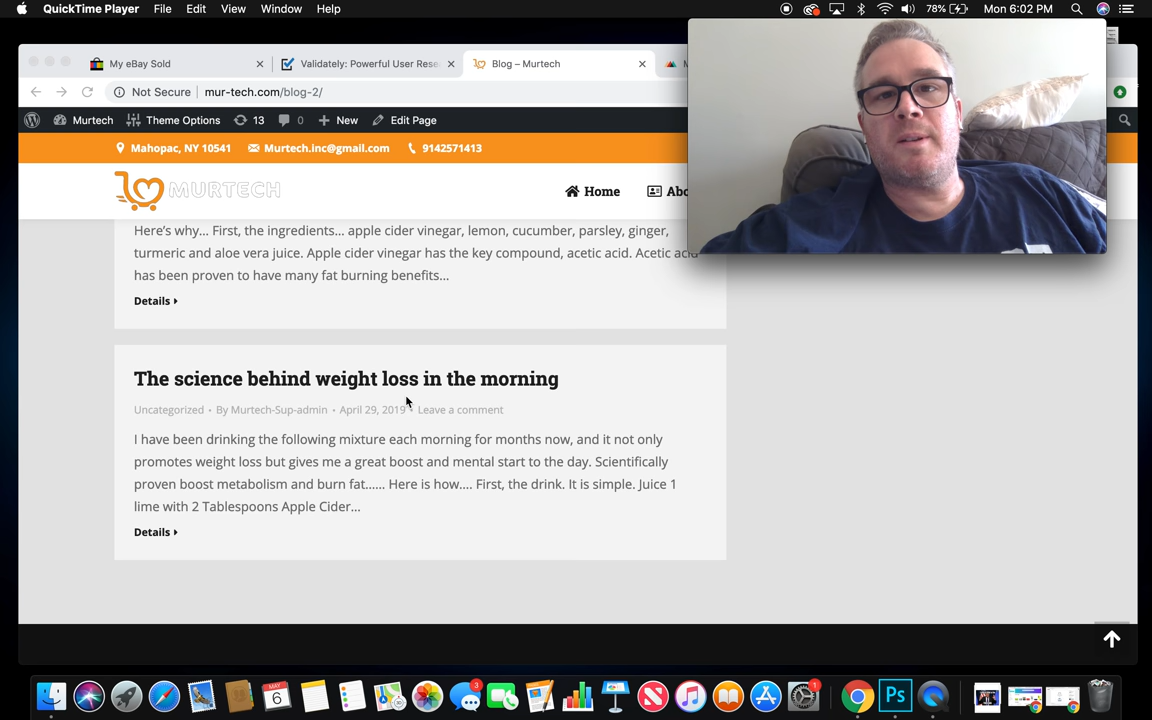 QuickTime Player File Edit View Window Help 78% Mon 6:02 PM
My eBay Sold Validately: Powerful User Rese Blog – Murtech M
Not Secure mur-tech.com/blog-2/
Murtech Theme Options 13 0 New Edit Page
Mahopac, NY 10541 Murtech.inc@gmail.com 9142571413
MURTECH Home Abo
Here's why... First, the ingredients... apple cider vinegar, lemon, cucumber, parsley, ginger,
turmeric and aloe vera juice. Apple cider vinegar has the key compound, acetic acid. Acetic acid
has been proven to have many fat burning benefits...
Details
The science behind weight loss in the morning
Uncategorized • By Murtech-Sup-admin • April 29, 2019 • Leave a comment
I have been drinking the following mixture each morning for months now, and it not only
promotes weight loss but gives me a great boost and mental start to the day. Scientifically
proven boost metabolism and burn fat...... Here is how.... First, the drink. It is simple. Juice 1
lime with 2 Tablespoons Apple Cider...
Details
3 MAY 6 1 Ps